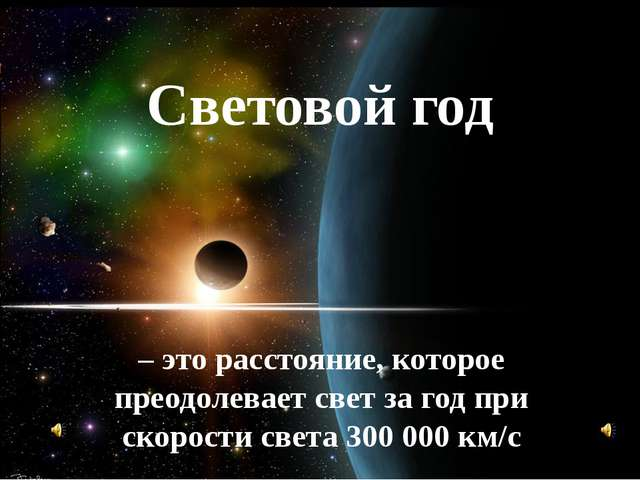 Световой год
– это расстояние, которое
преодолевает свет за год при
скорости света 300 000 км/с